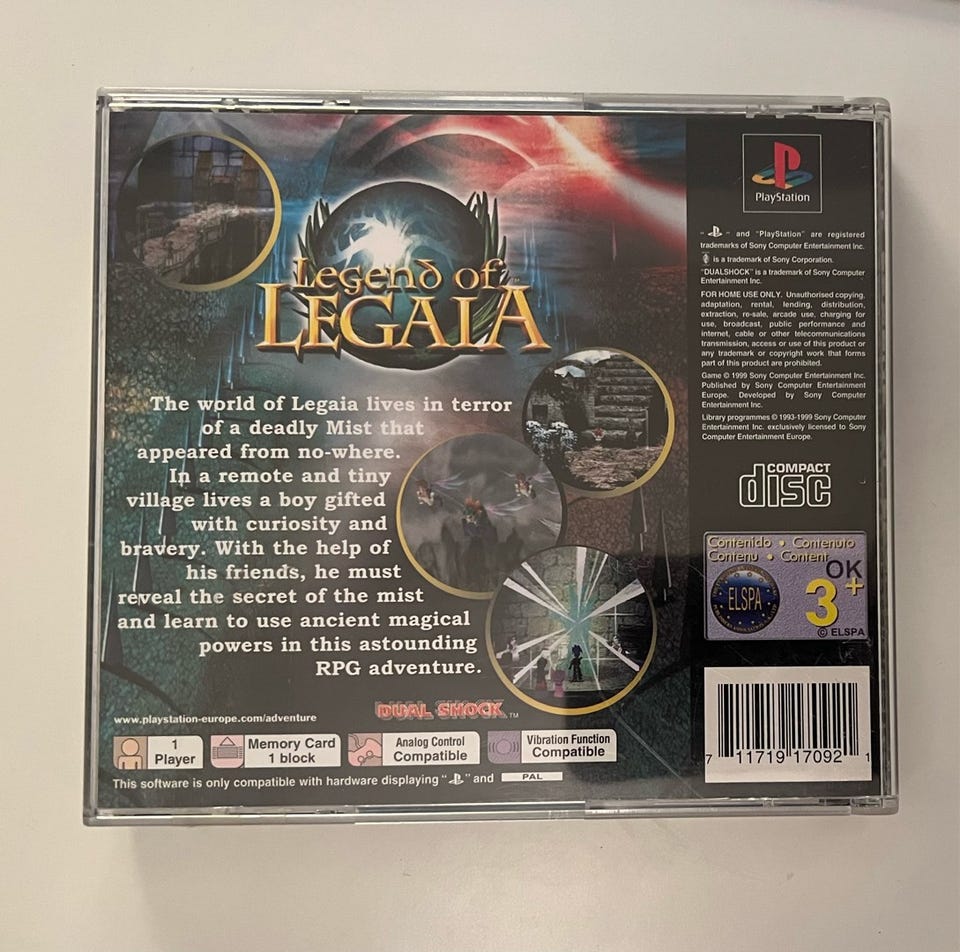 Legend of
LEGAIA
The world of Legaia lives in terror
of a deadly Mist that
appeared from no-where.
In a remote and tiny
village lives a boy gifted
with curiosity and
bravery. With the help of
his friends, he must
reveal the secret of the mist
and learn to use ancient magical
powers in this astounding
RPG adventure.
www.playstation-europe.com/adventure
DUAL SHOCK™
1
Player
Memory Card
1 block
Analog Control
Compatible
Vibration Function
Compatible
This software is only compatible with hardware displaying " " and PAL
PlayStation
" " and "PlayStation" are registered
trademarks of Sony Computer Entertainment Inc.
is a trademark of Sony Corporation.
"DUALSHOCK" is a trademark of Sony Computer
Entertainment Inc.
FOR HOME USE ONLY. Unauthorised copying,
adaptation, rental, lending, distribution,
extraction, re-sale, arcade use, charging for
use, broadcast, public performance and
internet, cable or other telecommunications
transmission, access or use of this product or
any trademark or copyright work that forms
part of this product are prohibited.
Game © 1999 Sony Computer Entertainment Inc.
Published by Sony Computer Entertainment
Europe. Developed by Sony Computer
Entertainment Inc.
Library programmes © 1993-1999 Sony Computer
Entertainment Inc. exclusively licensed to Sony
Computer Entertainment Europe.
COMPACT
disc
Contenido • Contenuto
Contenu • Content
OK
ELSPA
3+
© ELSPA
7 11719 17092 1